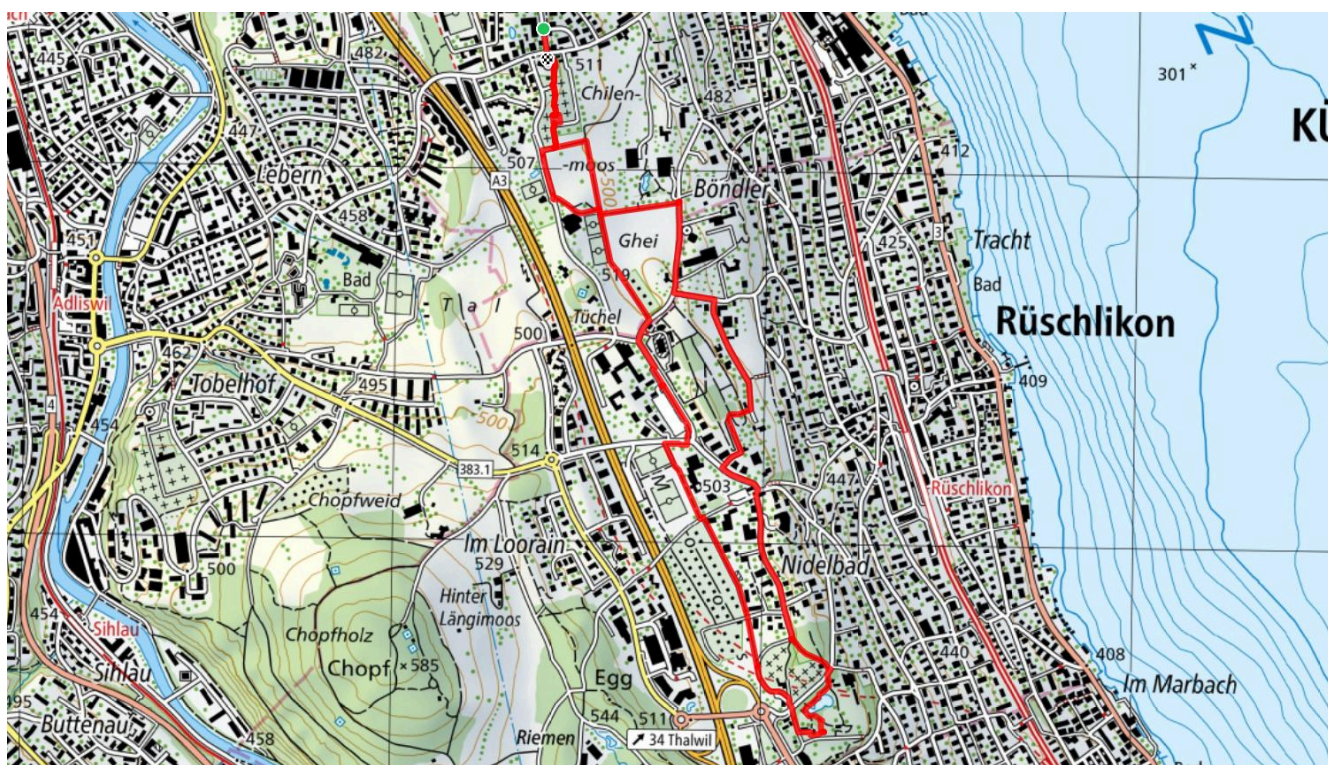 445
482
511
301
Chilen-
482
KÜ
447
412
Lebern
507
-moos
A3
Böndler
458
451
Ghei
425
3
Tracht
Bad
519
Bad
Adliswil
T a l
Rüschlikon
Tüchel
500
462
409
Tobelhof
495
4
500
454
514
383.1
447
503
Rüschlikon
Chopfweid
Im Loorain
500
529
Nidelbad
Hinter
Längimoos
454
Sihlau
Chopfholz
Chopf
585
440
408
Sihlau
Egg
Im Marbach
495
544
511
Buttenau
458
Riemen
34 Thalwil